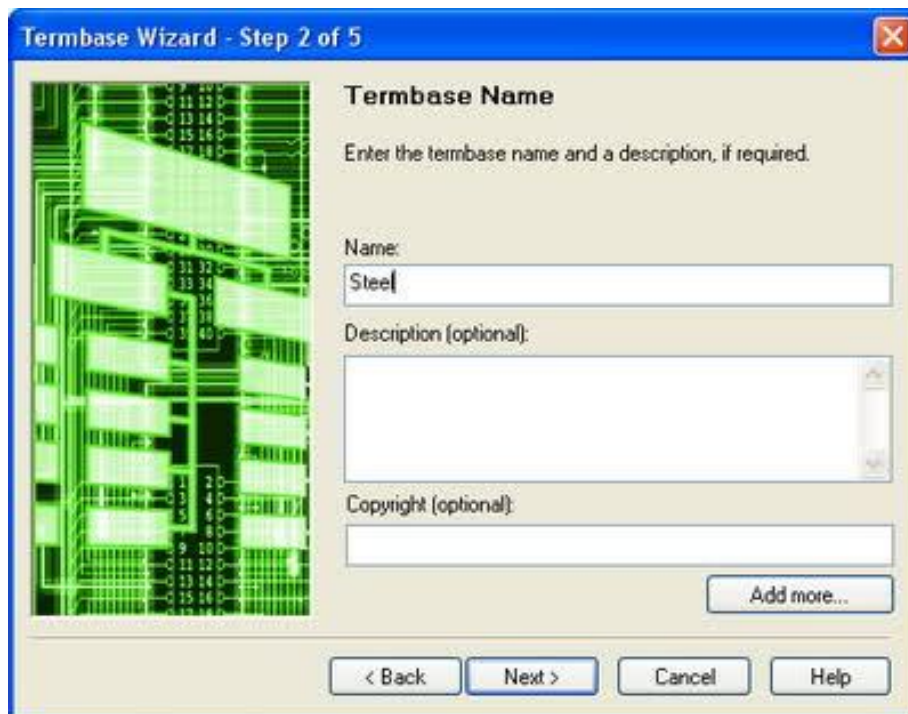 Termbase Wizard - Step 2 of 5
Termbase Name
Enter the termbase name and a description, if required.
Name:
Steel
Description (optional):
Copyright (optional):
Add more...
< Back
Next >
Cancel
Help